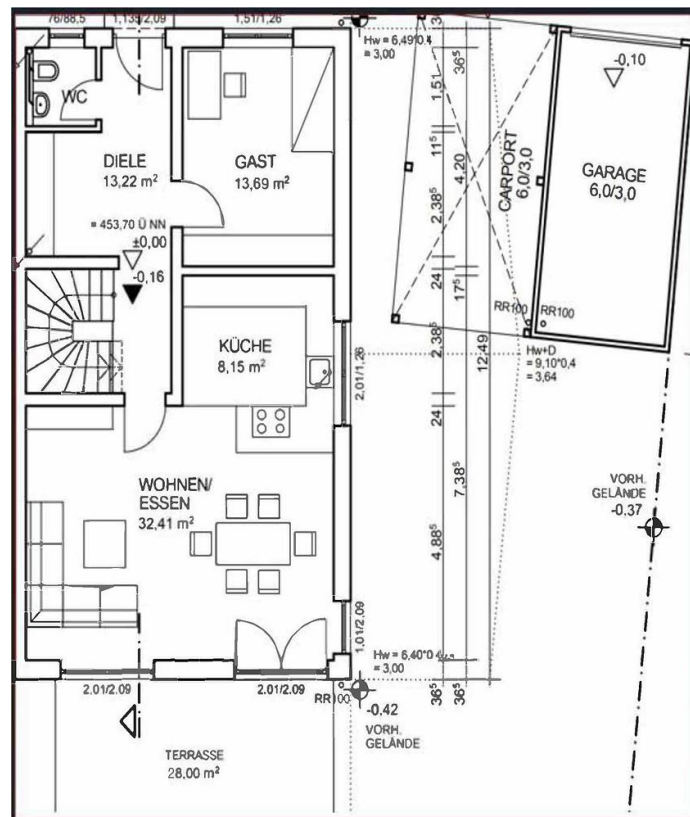 76/88,5
1,135/2,09
1,51/1,26
Hw = 6,49*0,4
= 3,00
WC
DIELE
13,22 m²
GAST
13,69 m²
= 453,70 Ü NN
±0,00
-0,16
KÜCHE
8,15 m²
2,01/1,26
WOHNEN/
ESSEN
32,41 m²
1,01/2,09
2,01/2,09
2,01/2,09
RR100
TERRASSE
28,00 m²
36⁵
1,51
11⁵
4,20
2,38⁵
24
17⁵
2,38⁵
12,49
24
7,38⁵
4,88⁵
36⁵
36⁵
CARPORT
6,0/3,0
-0,10
GARAGE
6,0/3,0
RR100
RR100
Hw+D
= 9,10*0,4
= 3,64
VORH.
GELÄNDE
-0,37
= 3,00
-0,42
VORH.
GELÄNDE